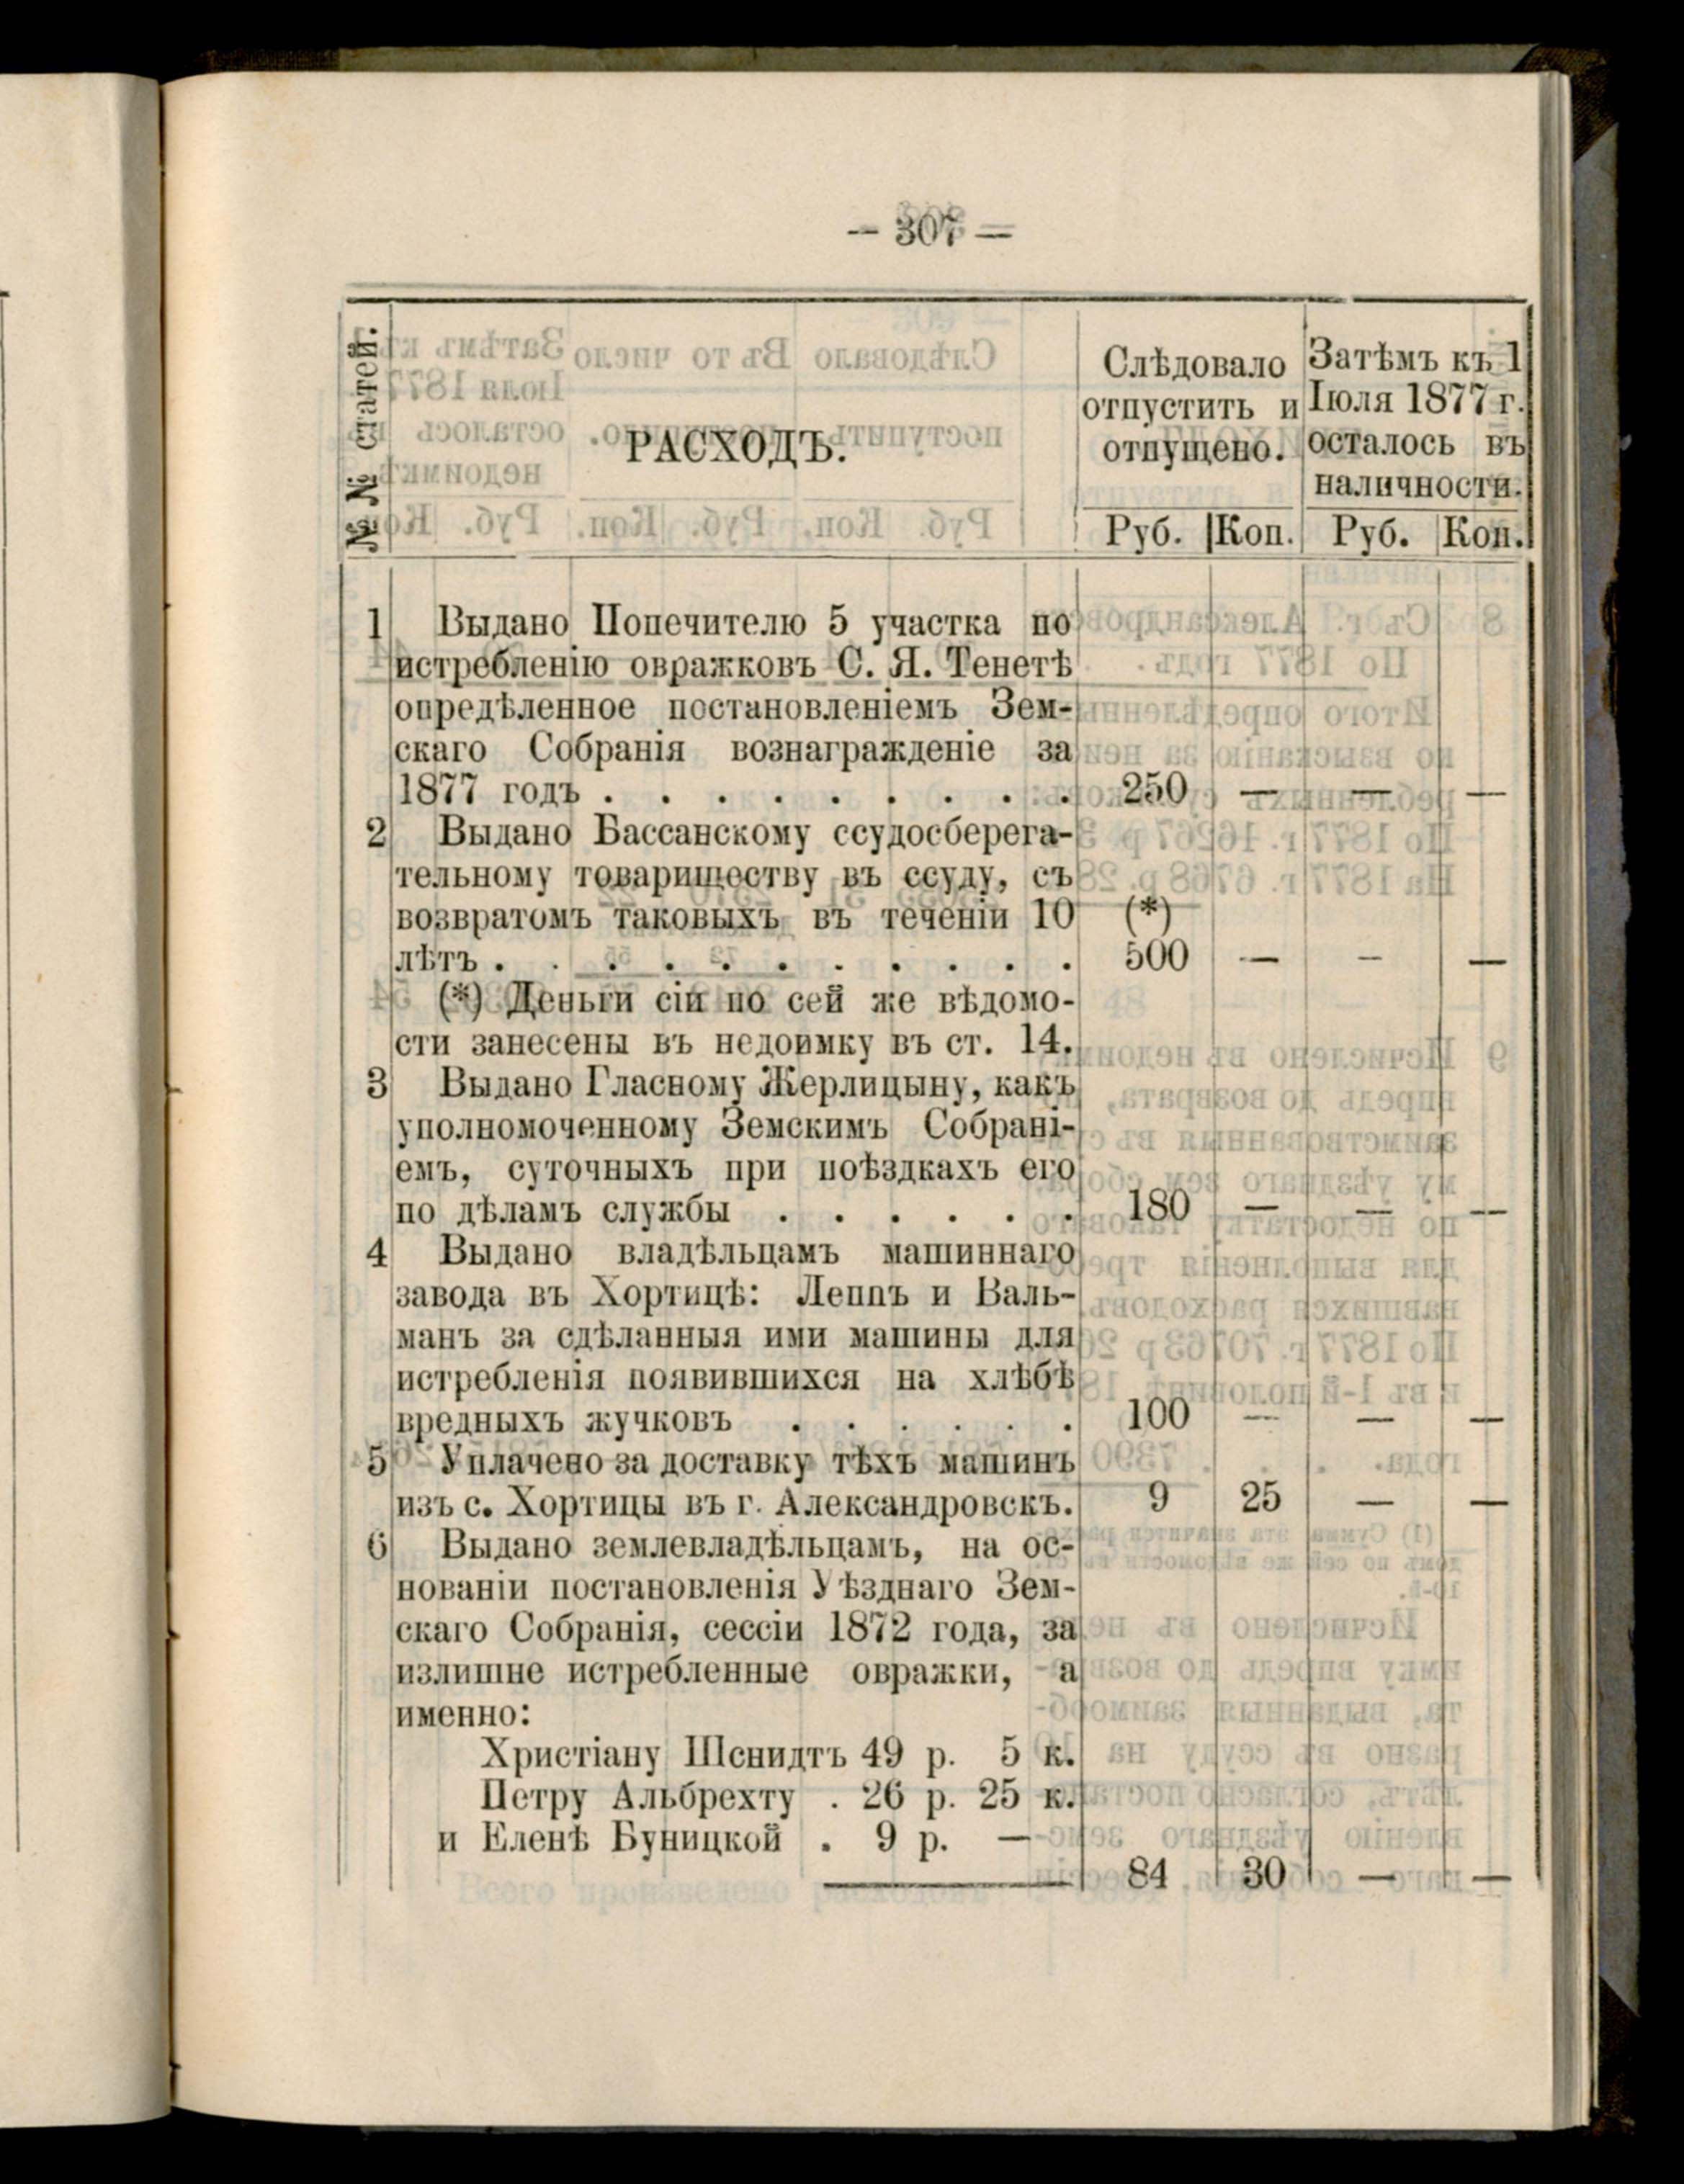 — 307 —
№№ статей.
РАСХОДЪ.
Слѣдовало
отпустить и
отпущено.
Затѣмъ къ 1
Іюля 1877 г.
осталось въ
наличности.
Руб. Коп. Руб. Коп.
1 Выдано Попечителю 5 участка по
истребленію овражковъ С. Я. Тенетѣ
опредѣленное постановленіемъ Зем-
скаго Собранія вознагражденіе за
1877 годъ . . . . . . . . . 250 — — —
2 Выдано Бассанскому ссудосберега-
тельному товариществу въ ссуду, съ
возвратомъ таковыхъ въ теченіи 10 (*)
лѣтъ . . . . . . . . . . . 500 — — —
(*) Деньги сіи по сей же вѣдомо-
сти занесены въ недоимку въ ст. 14.
3 Выдано Гласному Жерлицыну, какъ
уполномоченному Земскимъ Собрані-
емъ, суточныхъ при поѣздкахъ его
по дѣламъ службы . . . . . . 180 — — —
4 Выдано владѣльцамъ машиннаго
завода въ Хортицѣ: Леппъ и Валь-
манъ за сдѣланныя ими машины для
истребленія появившихся на хлѣбѣ
вредныхъ жучковъ . . . . . . 100 — — —
5 Уплачено за доставку тѣхъ машинъ
изъ с. Хортицы въ г. Александровскъ. 9 25 — —
6 Выдано землевладѣльцамъ, на ос-
нованіи постановленія Уѣзднаго Зем-
скаго Собранія, сессіи 1872 года, за
излишне истребленные овражки, а
именно:
Христіану Шснидтъ 49 р. 5 к.
Петру Альбрехту . 26 р. 25 к.
и Еленѣ Буницкой . 9 р. —
84 30 — —